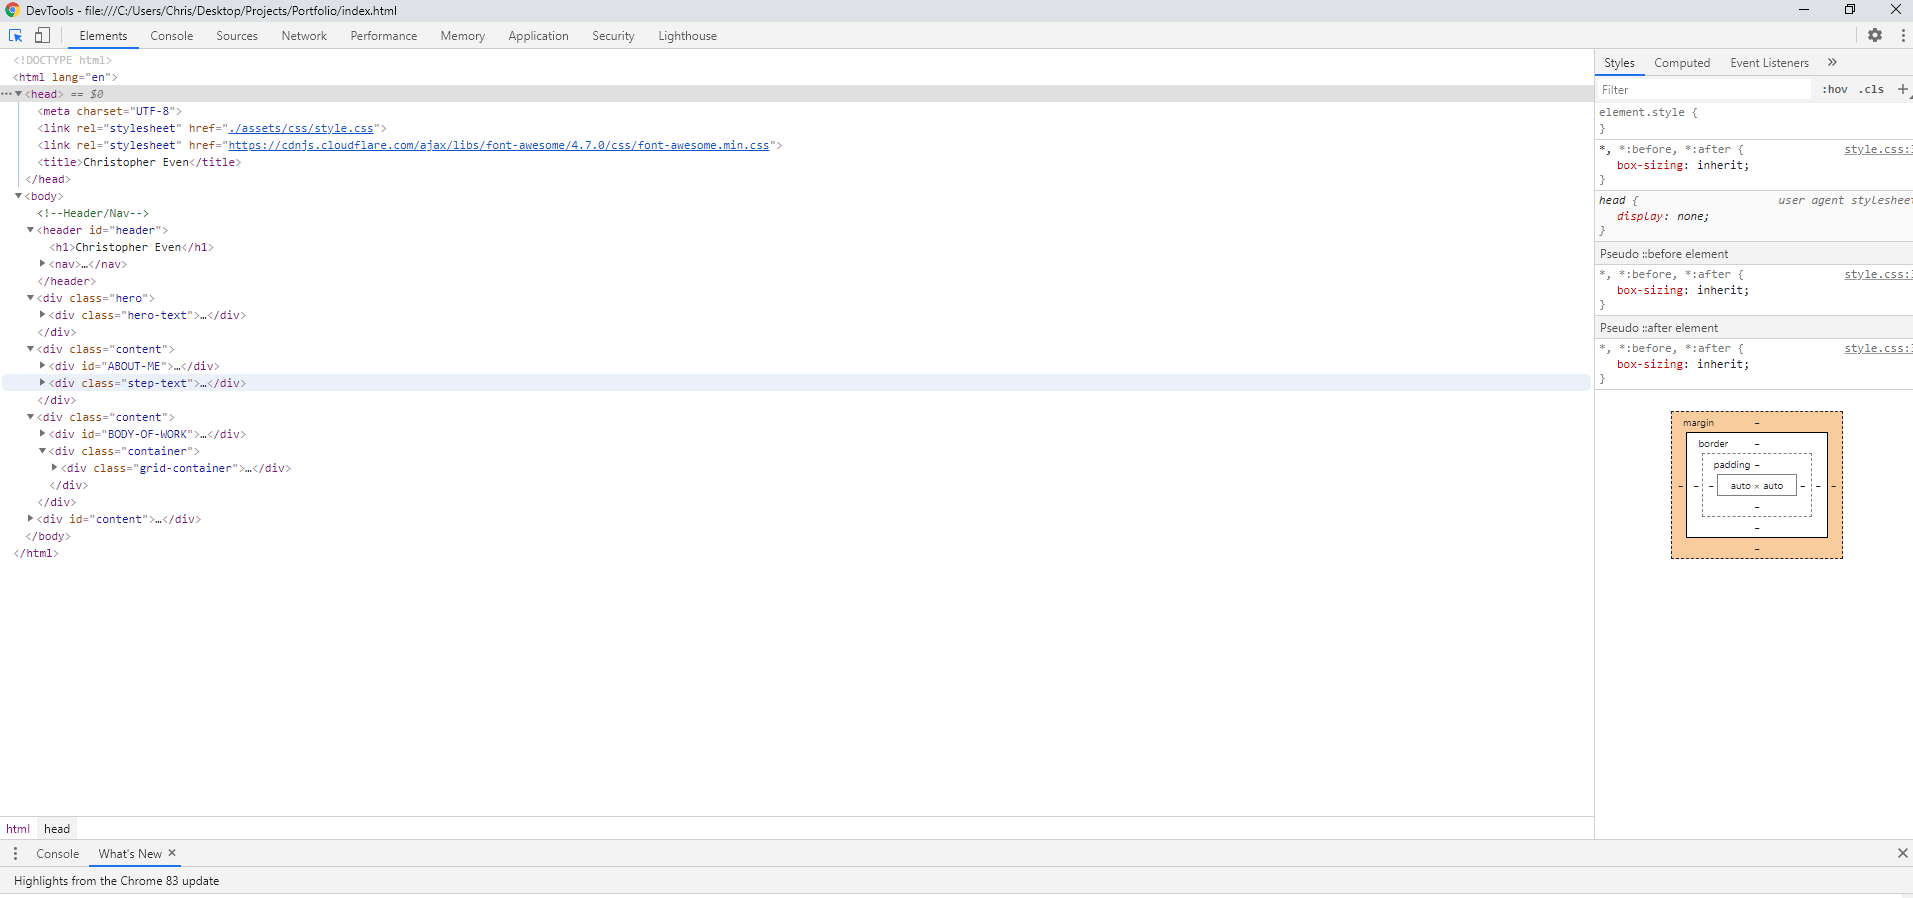 DevTools - file:///C:/Users/Chris/Desktop/Projects/Portfolio/index.html
Elements Console Sources Network Performance Memory Application Security Lighthouse
<!DOCTYPE html>
<html lang="en">
<head> == $0
<meta charset="UTF-8">
<link rel="stylesheet" href="./assets/css/style.css">
<link rel="stylesheet" href="https://cdnjs.cloudflare.com/ajax/libs/font-awesome/4.7.0/css/font-awesome.min.css">
<title>Christopher Even</title>
</head>
<body>
<!--Header/Nav-->
<header id="header">
<h1>Christopher Even</h1>
<nav>…</nav>
</header>
<div class="hero">
<div class="hero-text">…</div>
</div>
<div class="content">
<div id="ABOUT-ME">…</div>
<div class="step-text">…</div>
</div>
<div class="content">
<div id="BODY-OF-WORK">…</div>
<div class="container">
<div class="grid-container">…</div>
</div>
</div>
<div id="content">…</div>
</body>
</html>
html head
Styles Computed Event Listeners »
Filter :hov .cls +
element.style {
}
*, *:before, *:after { style.css:
box-sizing: inherit;
}
head { user agent stylesheet
display: none;
}
Pseudo ::before element
*, *:before, *:after { style.css:
box-sizing: inherit;
}
Pseudo ::after element
*, *:before, *:after { style.css:
box-sizing: inherit;
}
margin –
border –
padding –
– – – auto × auto – – –
–
–
–
Console What's New ×
Highlights from the Chrome 83 update